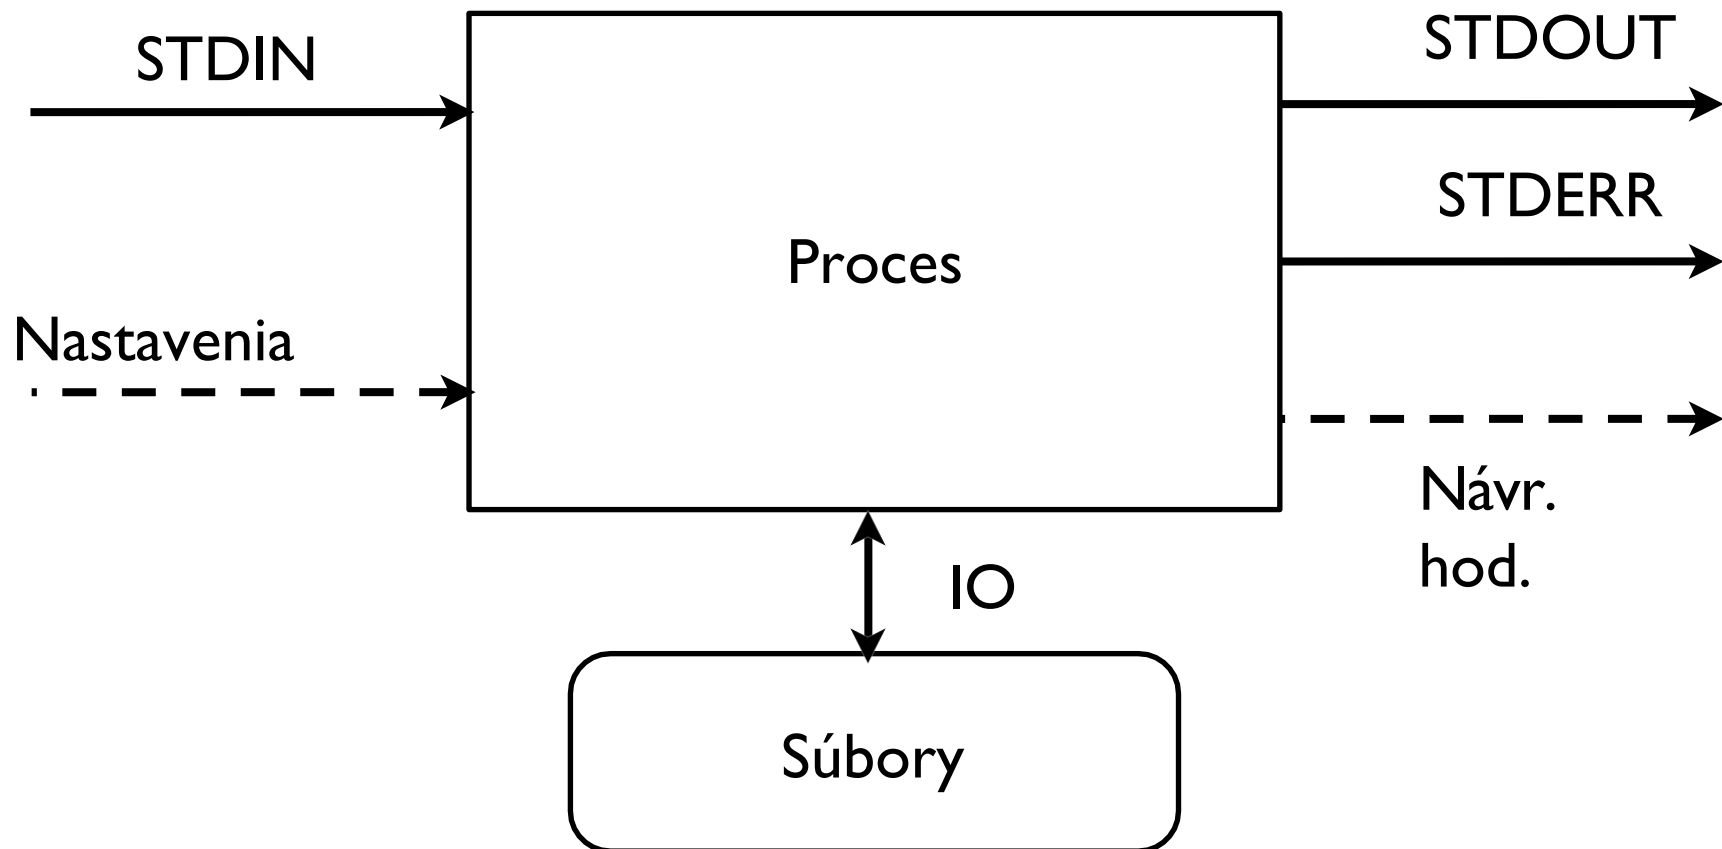 STDIN
STDOUT
STDERR
Proces
Nastavenia
Návr.
hod.
IO
Súbory